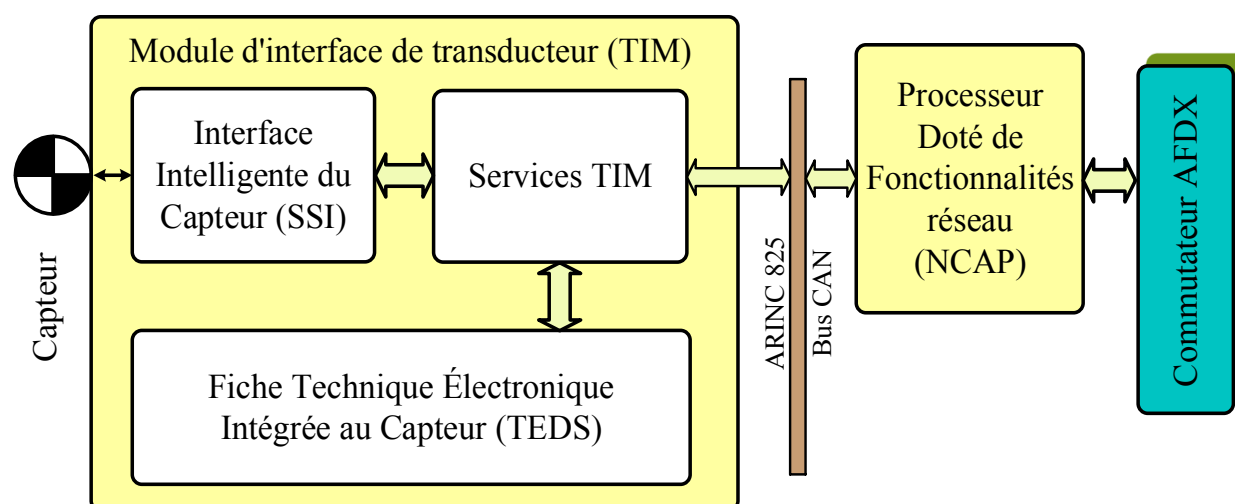 Module d'interface de transducteur (TIM)
Interface
Intelligente du
Capteur (SSI)
Services TIM
Fiche Technique Électronique
Intégrée au Capteur (TEDS)
Capteur
ARINC 825
Bus CAN
Processeur
Doté de
Fonctionnalités
réseau
(NCAP)
Commutateur AFDX